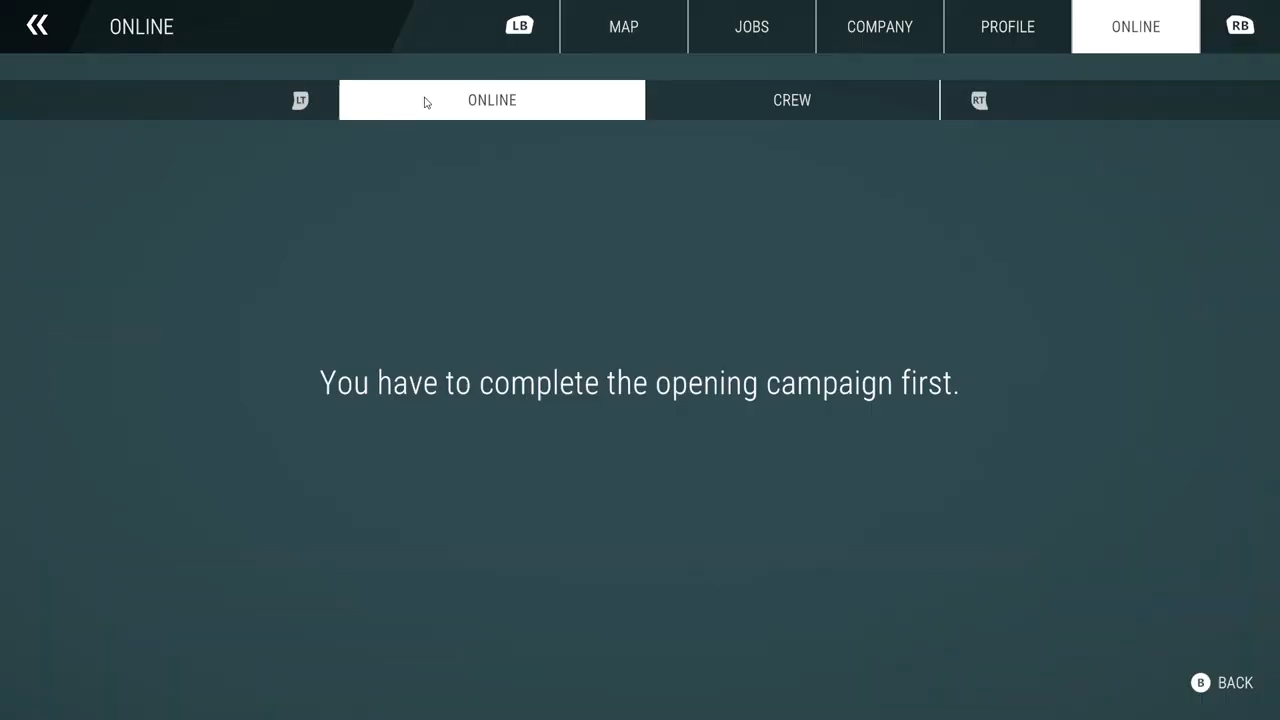 ONLINE
LB
MAP
JOBS
COMPANY
PROFILE
ONLINE
RB
LT
ONLINE
CREW
RT
You have to complete the opening campaign first.
B BACK